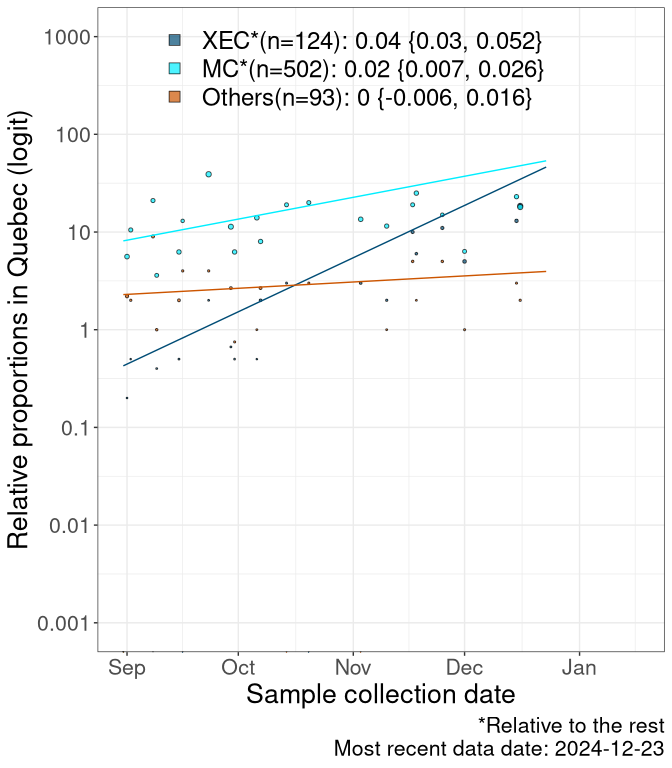 XEC*(n=124): 0.04 {0.03, 0.052}
MC*(n=502): 0.02 {0.007, 0.026}
Others(n=93): 0 {-0.006, 0.016}
Relative proportions in Quebec (logit)
1000
100
10
1
0.1
0.01
0.001
Sep Oct Nov Dec Jan
Sample collection date
*Relative to the rest
Most recent data date: 2024-12-23